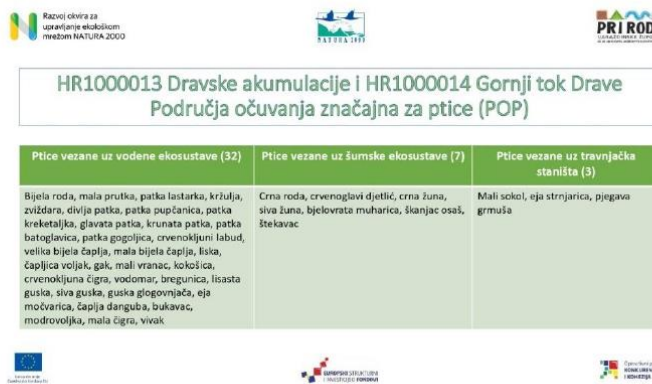 Razvoj okvira za
upravljanje ekološkom
mrežom NATURA 2000
NATURA 2000
PRIROD
HR1000013 Dravske akumulacije i HR1000014 Gornji tok Drave
Područja očuvanja značajna za ptice (POP)
Ptice vezane uz vodene ekosustave (32)
Ptice vezane uz šumske ekosustave (7)
Ptice vezane uz travnjačka
staništa (3)
Bijela roda, mala prutka, patka lastarka, kržulja,
zviždara, divlja patka, patka pupčanica, patka
kreketaljka, glavata patka, krunata patka, patka
batoglavica, patka gogoljica, crvenokljuni labud,
velika bijela čaplja, mala bijela čaplja, liska,
čapljica voljak, gak, mali vranac, kokošica,
crvenokljuna čigra, vodomar, bregunica, lisasta
guska, siva guska, guska glogovnjača, eja
močvarica, čaplja danguba, bukavac,
modrovoljka, mala čigra, vivak
Crna roda, crvenoglavi djetlić, crna žuna,
siva žuna, bjelovrata muharica, škanjac osaš,
štekavac
Mali sokol, eja strnjarica, pjegava
grmuša
EUROPSKI STRUKTURNI
I INVESTICIJSKI FONDOVI